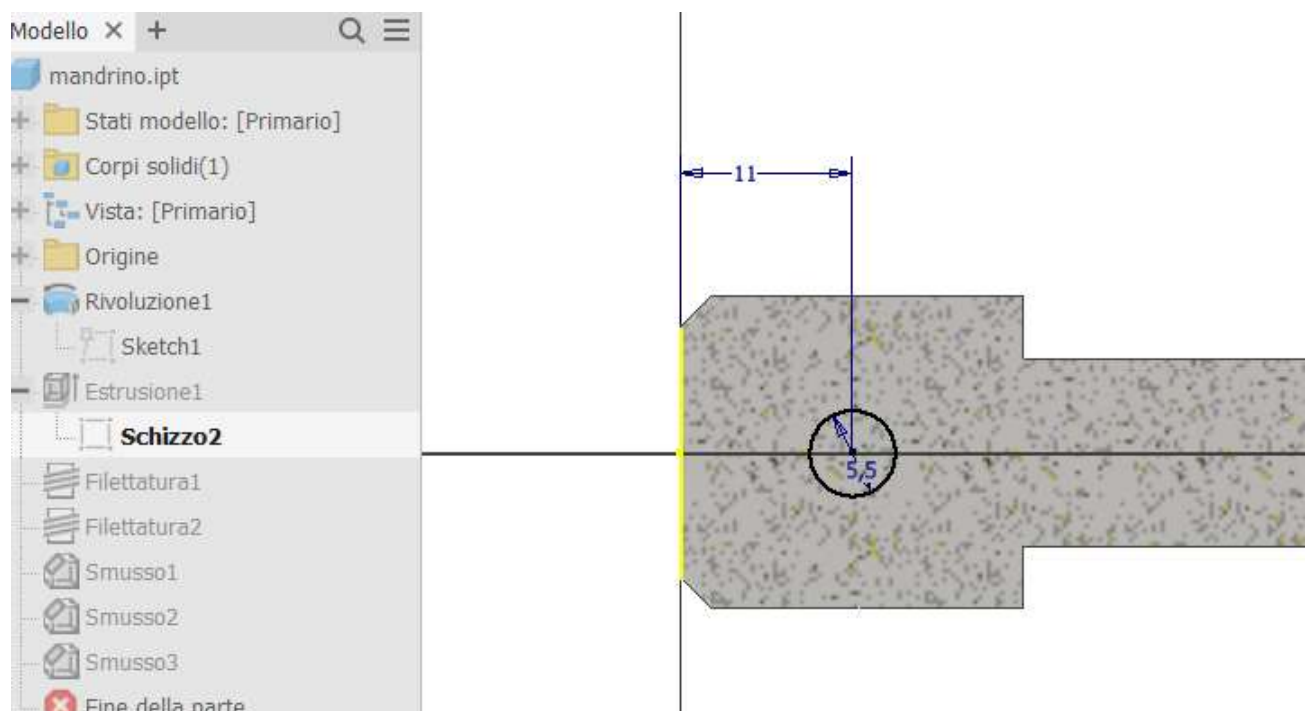 Modello × +
mandrino.ipt
Stati modello: [Primario]
Corpi solidi(1)
Vista: [Primario]
Origine
Rivoluzione1
Sketch1
Estrusione1
Schizzo2
Filettatura1
Filettatura2
Smusso1
Smusso2
Smusso3
Fine della parte
11
5,5